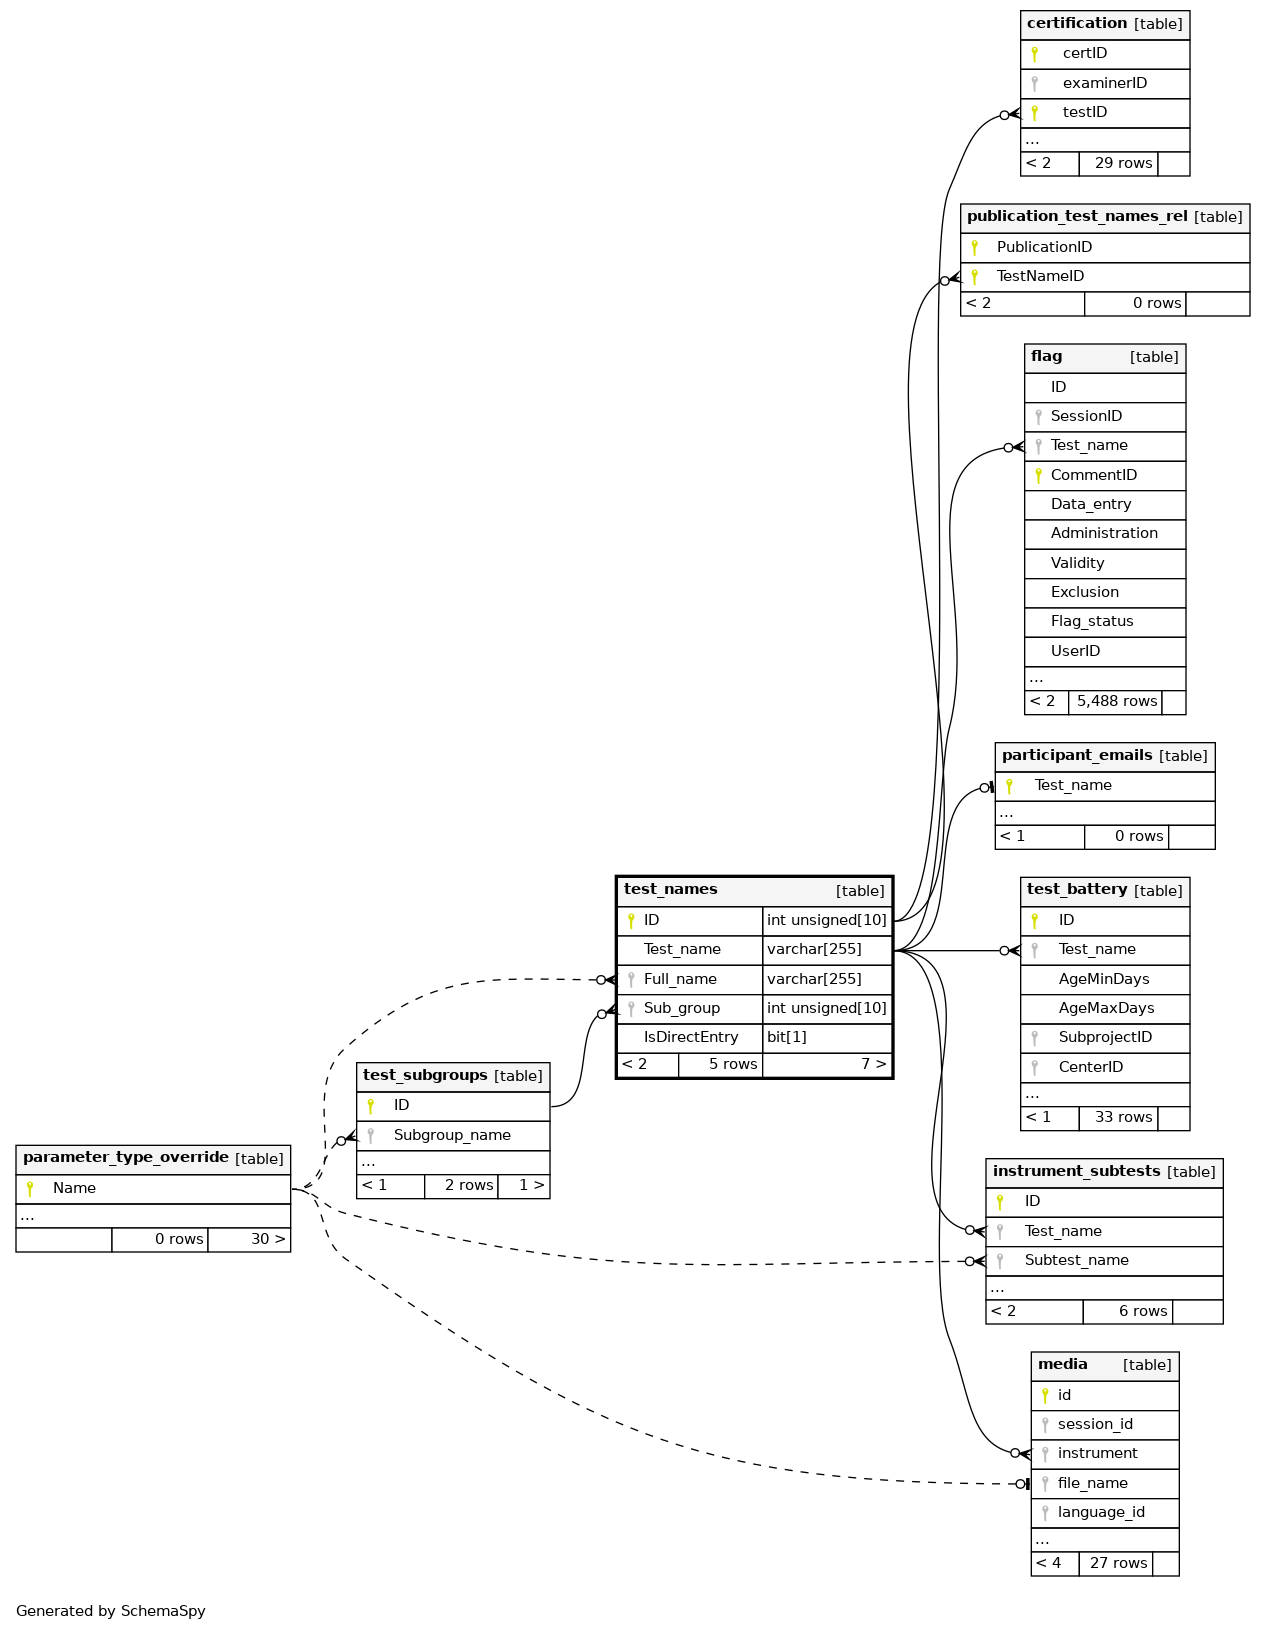 certification [table]
certID
examinerID
testID
...
< 2 29 rows
publication_test_names_rel [table]
PublicationID
TestNameID
< 2 0 rows
flag [table]
ID
SessionID
Test_name
CommentID
Data_entry
Administration
Validity
Exclusion
Flag_status
UserID
...
< 2 5,488 rows
participant_emails [table]
Test_name
...
< 1 0 rows
test_names [table]
ID int unsigned[10]
Test_name varchar[255]
Full_name varchar[255]
Sub_group int unsigned[10]
IsDirectEntry bit[1]
< 2 5 rows 7 >
test_battery [table]
ID
Test_name
AgeMinDays
AgeMaxDays
SubprojectID
CenterID
...
< 1 33 rows
test_subgroups [table]
ID
Subgroup_name
...
< 1 2 rows 1 >
parameter_type_override [table]
Name
...
0 rows 30 >
instrument_subtests [table]
ID
Test_name
Subtest_name
...
< 2 6 rows
media [table]
id
session_id
instrument
file_name
language_id
...
< 4 27 rows
Generated by SchemaSpy